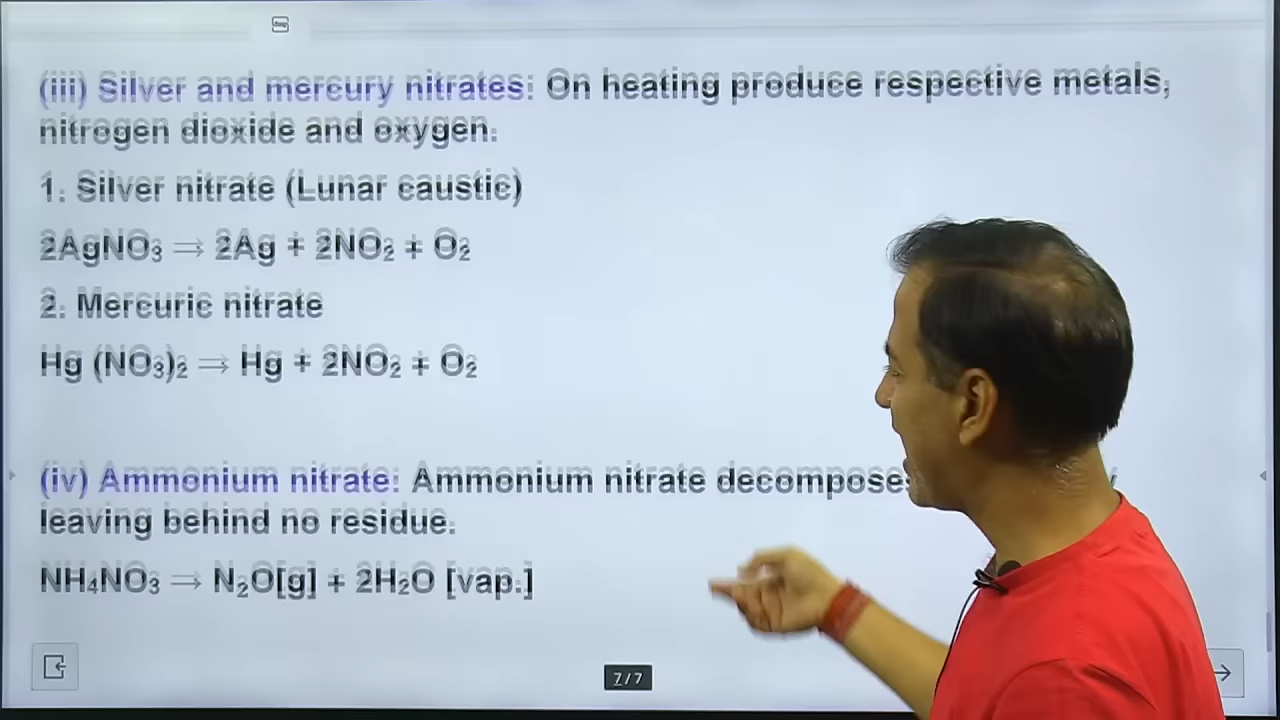 (iii) Silver and mercury nitrates: On heating produce respective metals,
nitrogen dioxide and oxygen.
1. Silver nitrate (Lunar caustic)
2AgNO₃ ⇒ 2Ag + 2NO₂ + O₂
2. Mercuric nitrate
Hg (NO₃)₂ ⇒ Hg + 2NO₂ + O₂
(iv) Ammonium nitrate: Ammonium nitrate
leaving behind no residue.
NH₄NO₃ ⇒ N₂O[g] + 2H₂O [vap.]
7/7